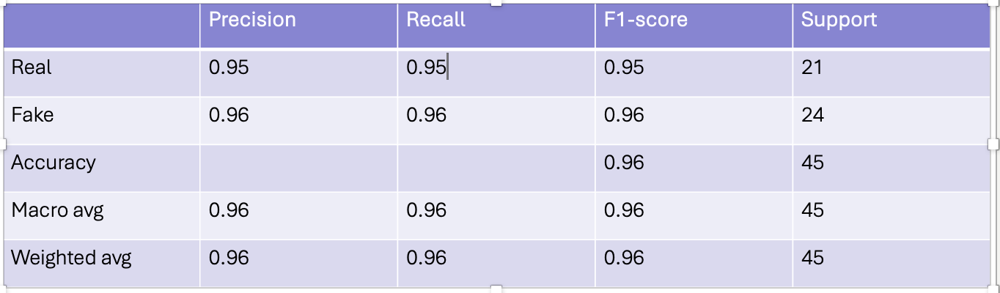 Precision Recall F1-score Support
Real 0.95 0.95 0.95 21
Fake 0.96 0.96 0.96 24
Accuracy 0.96 45
Macro avg 0.96 0.96 0.96 45
Weighted avg 0.96 0.96 0.96 45